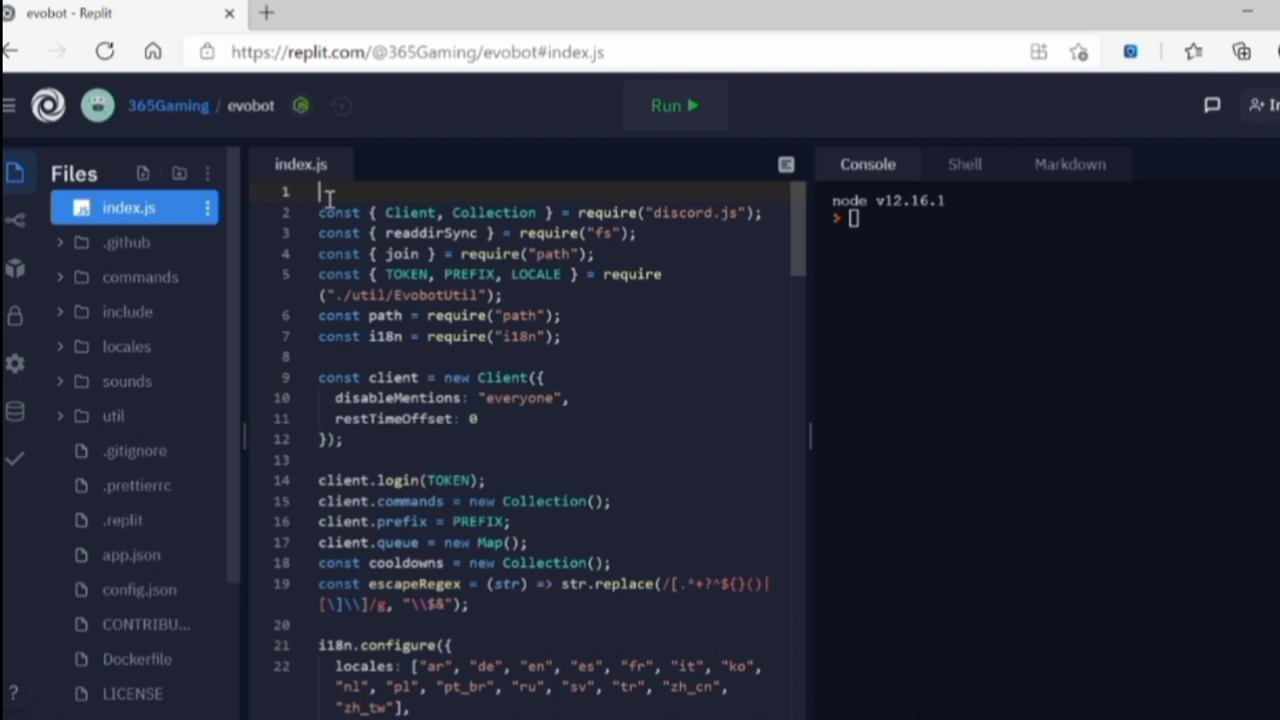 evobot - Replit
https://replit.com/@365Gaming/evobot#index.js
365Gaming / evobot
Run
Files
index.js
.github
commands
include
locales
sounds
util
.gitignore
.prettierrc
.replit
app.json
config.json
CONTRIBU...
Dockerfile
LICENSE
?
index.js
1
2 const { Client, Collection } = require("discord.js");
3 const { readdirSync } = require("fs");
4 const { join } = require("path");
5 const { TOKEN, PREFIX, LOCALE } = require
("./util/EvobotUtil");
6 const path = require("path");
7 const i18n = require("i18n");
8
9 const client = new Client({
10 disableMentions: "everyone",
11 restTimeOffset: 0
12 });
13
14 client.login(TOKEN);
15 client.commands = new Collection();
16 client.prefix = PREFIX;
17 client.queue = new Map();
18 const cooldowns = new Collection();
19 const escapeRegex = (str) => str.replace(/[.*+?^${}()|
[\]\\]/g, "\\$&");
20
21 i18n.configure({
22 locales: ["ar", "de", "en", "es", "fr", "it", "ko",
"nl", "pl", "pt_br", "ru", "sv", "tr", "zh_cn",
"zh_tw"],
Console
Shell
Markdown
node v12.16.1
>